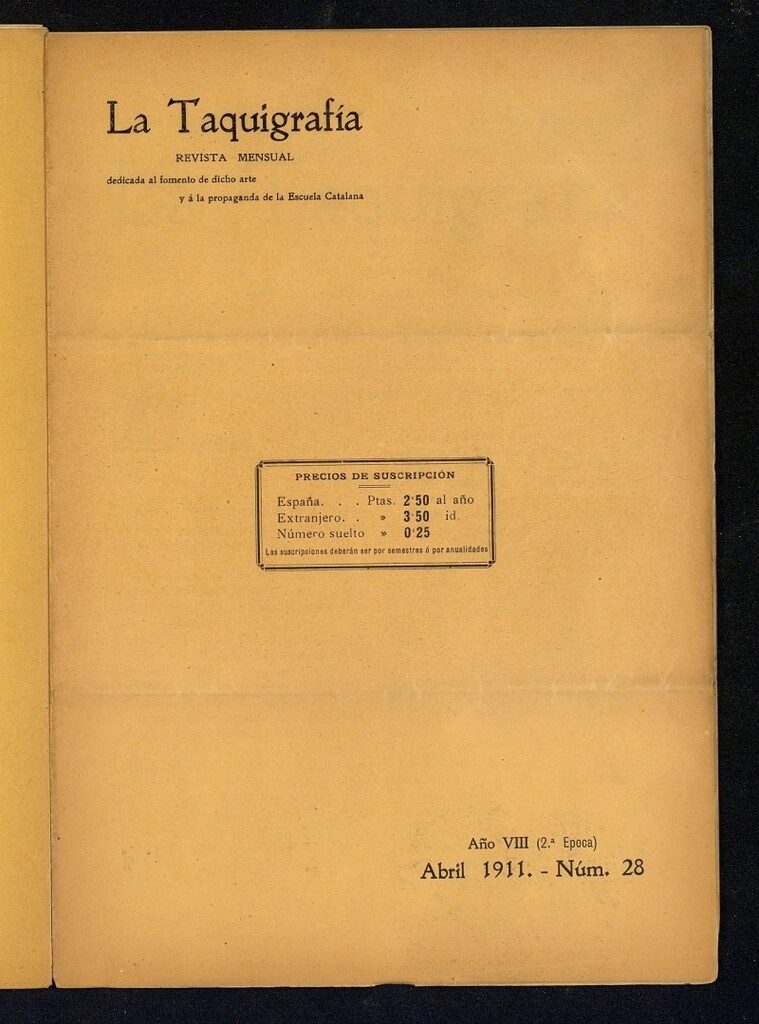 La Taquigrafía
REVISTA MENSUAL
dedicada al fomento de dicho arte
y á la propaganda de la Escuela Catalana
PRECIOS DE SUSCRIPCIÓN
España. . . Ptas. 2'50 al año
Extranjero. . » 3'50 id.
Número suelto » 0'25
Las suscripciones deberán ser por semestres ó por anualidades
Año VIII (2.ª Epoca)
Abril 1911. - Núm. 28